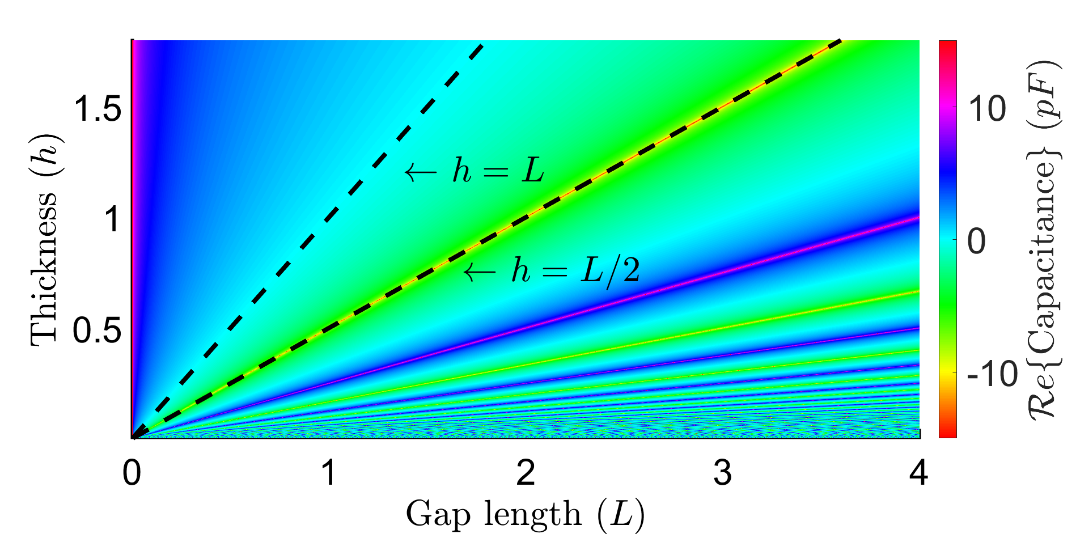 1.5
1
0.5
Thickness (h)
← h = L
← h = L/2
0
1
2
3
4
Gap length (L)
10
0
-10
Re{Capacitance} (pF)